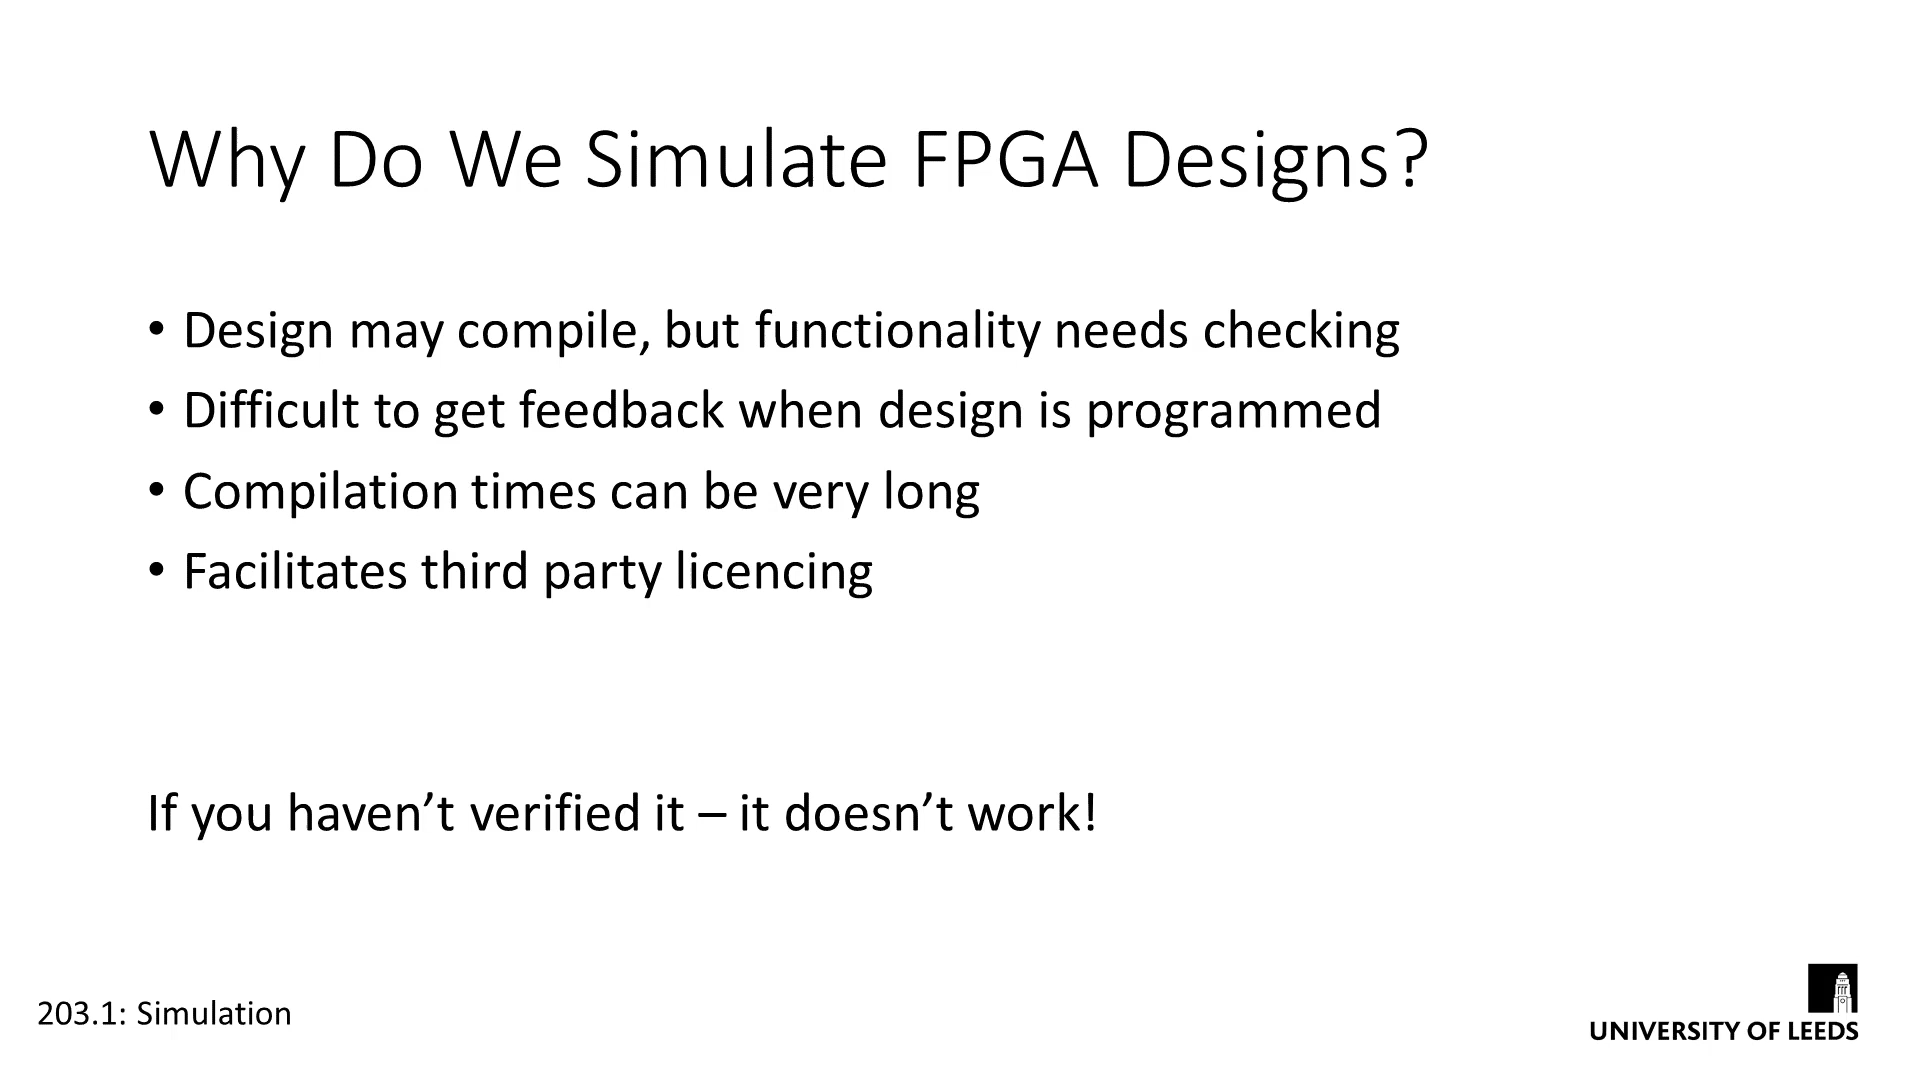 Why Do We Simulate FPGA Designs?
• Design may compile, but functionality needs checking
• Difficult to get feedback when design is programmed
• Compilation times can be very long
• Facilitates third party licencing
If you haven’t verified it – it doesn’t work!
203.1: Simulation
UNIVERSITY OF LEEDS